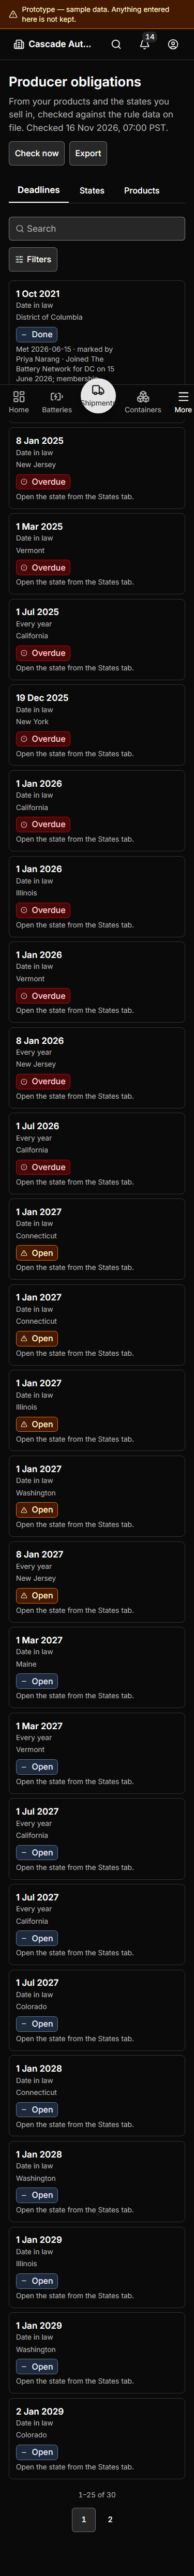 Prototype — sample data. Anything entered
here is not kept.
Cascade Aut...
14
Producer obligations
From your products and the states you
sell in, checked against the rule data on
file. Checked 16 Nov 2026, 07:00 PST.
Check now
Export
Deadlines
States
Products
Search
Filters
1 Oct 2021
Date in law
District of Columbia
Done
Met 2026-06-15 · marked by
Priya Narang · Joined The
Battery Network for DC on 15
June 2026; membership
Home
Batteries
Shipments
Containers
More
8 Jan 2025
Date in law
New Jersey
Overdue
Open the state from the States tab.
1 Mar 2025
Date in law
Vermont
Overdue
Open the state from the States tab.
1 Jul 2025
Every year
California
Overdue
Open the state from the States tab.
19 Dec 2025
Date in law
New York
Overdue
Open the state from the States tab.
1 Jan 2026
Date in law
California
Overdue
Open the state from the States tab.
1 Jan 2026
Date in law
Illinois
Overdue
Open the state from the States tab.
1 Jan 2026
Date in law
Vermont
Overdue
Open the state from the States tab.
8 Jan 2026
Every year
New Jersey
Overdue
Open the state from the States tab.
1 Jul 2026
Every year
California
Overdue
Open the state from the States tab.
1 Jan 2027
Date in law
Connecticut
Open
Open the state from the States tab.
1 Jan 2027
Date in law
Connecticut
Open
Open the state from the States tab.
1 Jan 2027
Date in law
Illinois
Open
Open the state from the States tab.
1 Jan 2027
Date in law
Washington
Open
Open the state from the States tab.
8 Jan 2027
Every year
New Jersey
Open
Open the state from the States tab.
1 Mar 2027
Date in law
Maine
Open
Open the state from the States tab.
1 Mar 2027
Every year
Vermont
Open
Open the state from the States tab.
1 Jul 2027
Every year
California
Open
Open the state from the States tab.
1 Jul 2027
Every year
California
Open
Open the state from the States tab.
1 Jul 2027
Date in law
Colorado
Open
Open the state from the States tab.
1 Jan 2028
Date in law
Connecticut
Open
Open the state from the States tab.
1 Jan 2028
Date in law
Washington
Open
Open the state from the States tab.
1 Jan 2029
Date in law
Illinois
Open
Open the state from the States tab.
1 Jan 2029
Date in law
Washington
Open
Open the state from the States tab.
2 Jan 2029
Date in law
Colorado
Open
Open the state from the States tab.
1–25 of 30
1
2